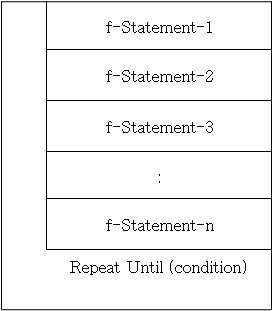 f-Statement-1
f-Statement-2
f-Statement-3
:
f-Statement-n
Repeat Until (condition)